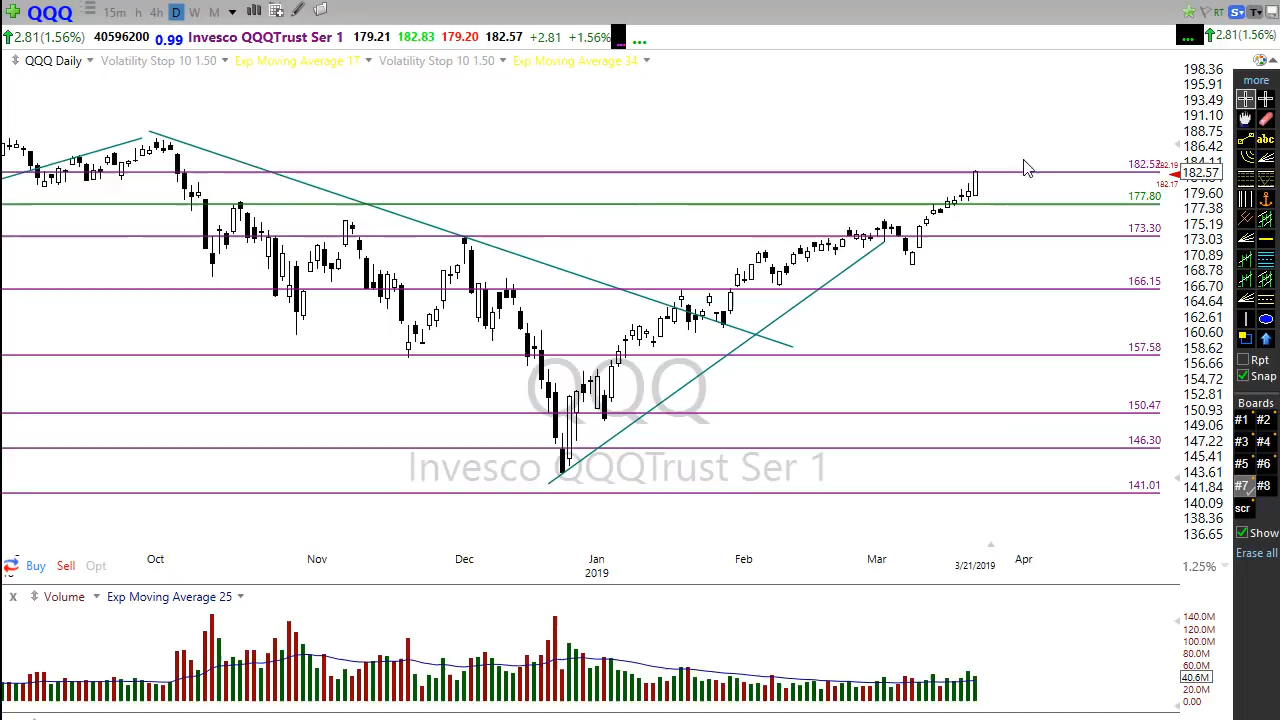 QQQ 15m h 4h D W M RT S T
2.81(1.56%) 40596200 0.99 Invesco QQQTrust Ser 1 179.21 182.83 179.20 182.57 +2.81 +1.56% ... ... 2.81(1.56%)
QQQ Daily Volatility Stop 10 1.50 Exp Moving Average 17 Volatility Stop 10 1.50 Exp Moving Average 34
198.36
195.91
more
193.49
191.10
abc
188.75
186.42
182.52
182.19
182.57
182.17
179.60
177.80
177.38
175.19
173.30
173.03
170.89
168.78
166.15
166.70
164.64
162.61
160.60
157.58
158.62
Rpt
156.66
Snap
154.72
QQQ
152.81
Boards
150.47
150.93
#1 #2
149.06
146.30
147.22
#3 #4
Invesco QQQTrust Ser 1
145.41
#5 #6
143.61
141.01
141.84
#7 #8
140.09
scr
138.36
136.65
Show
Oct Nov Dec Jan Feb Mar Apr
Erase all
2019
3/21/2019
Buy Sell Opt
1.25%
x Volume Exp Moving Average 25
140.0M
120.0M
100.0M
80.0M
60.0M
40.6M
20.0M
0.00